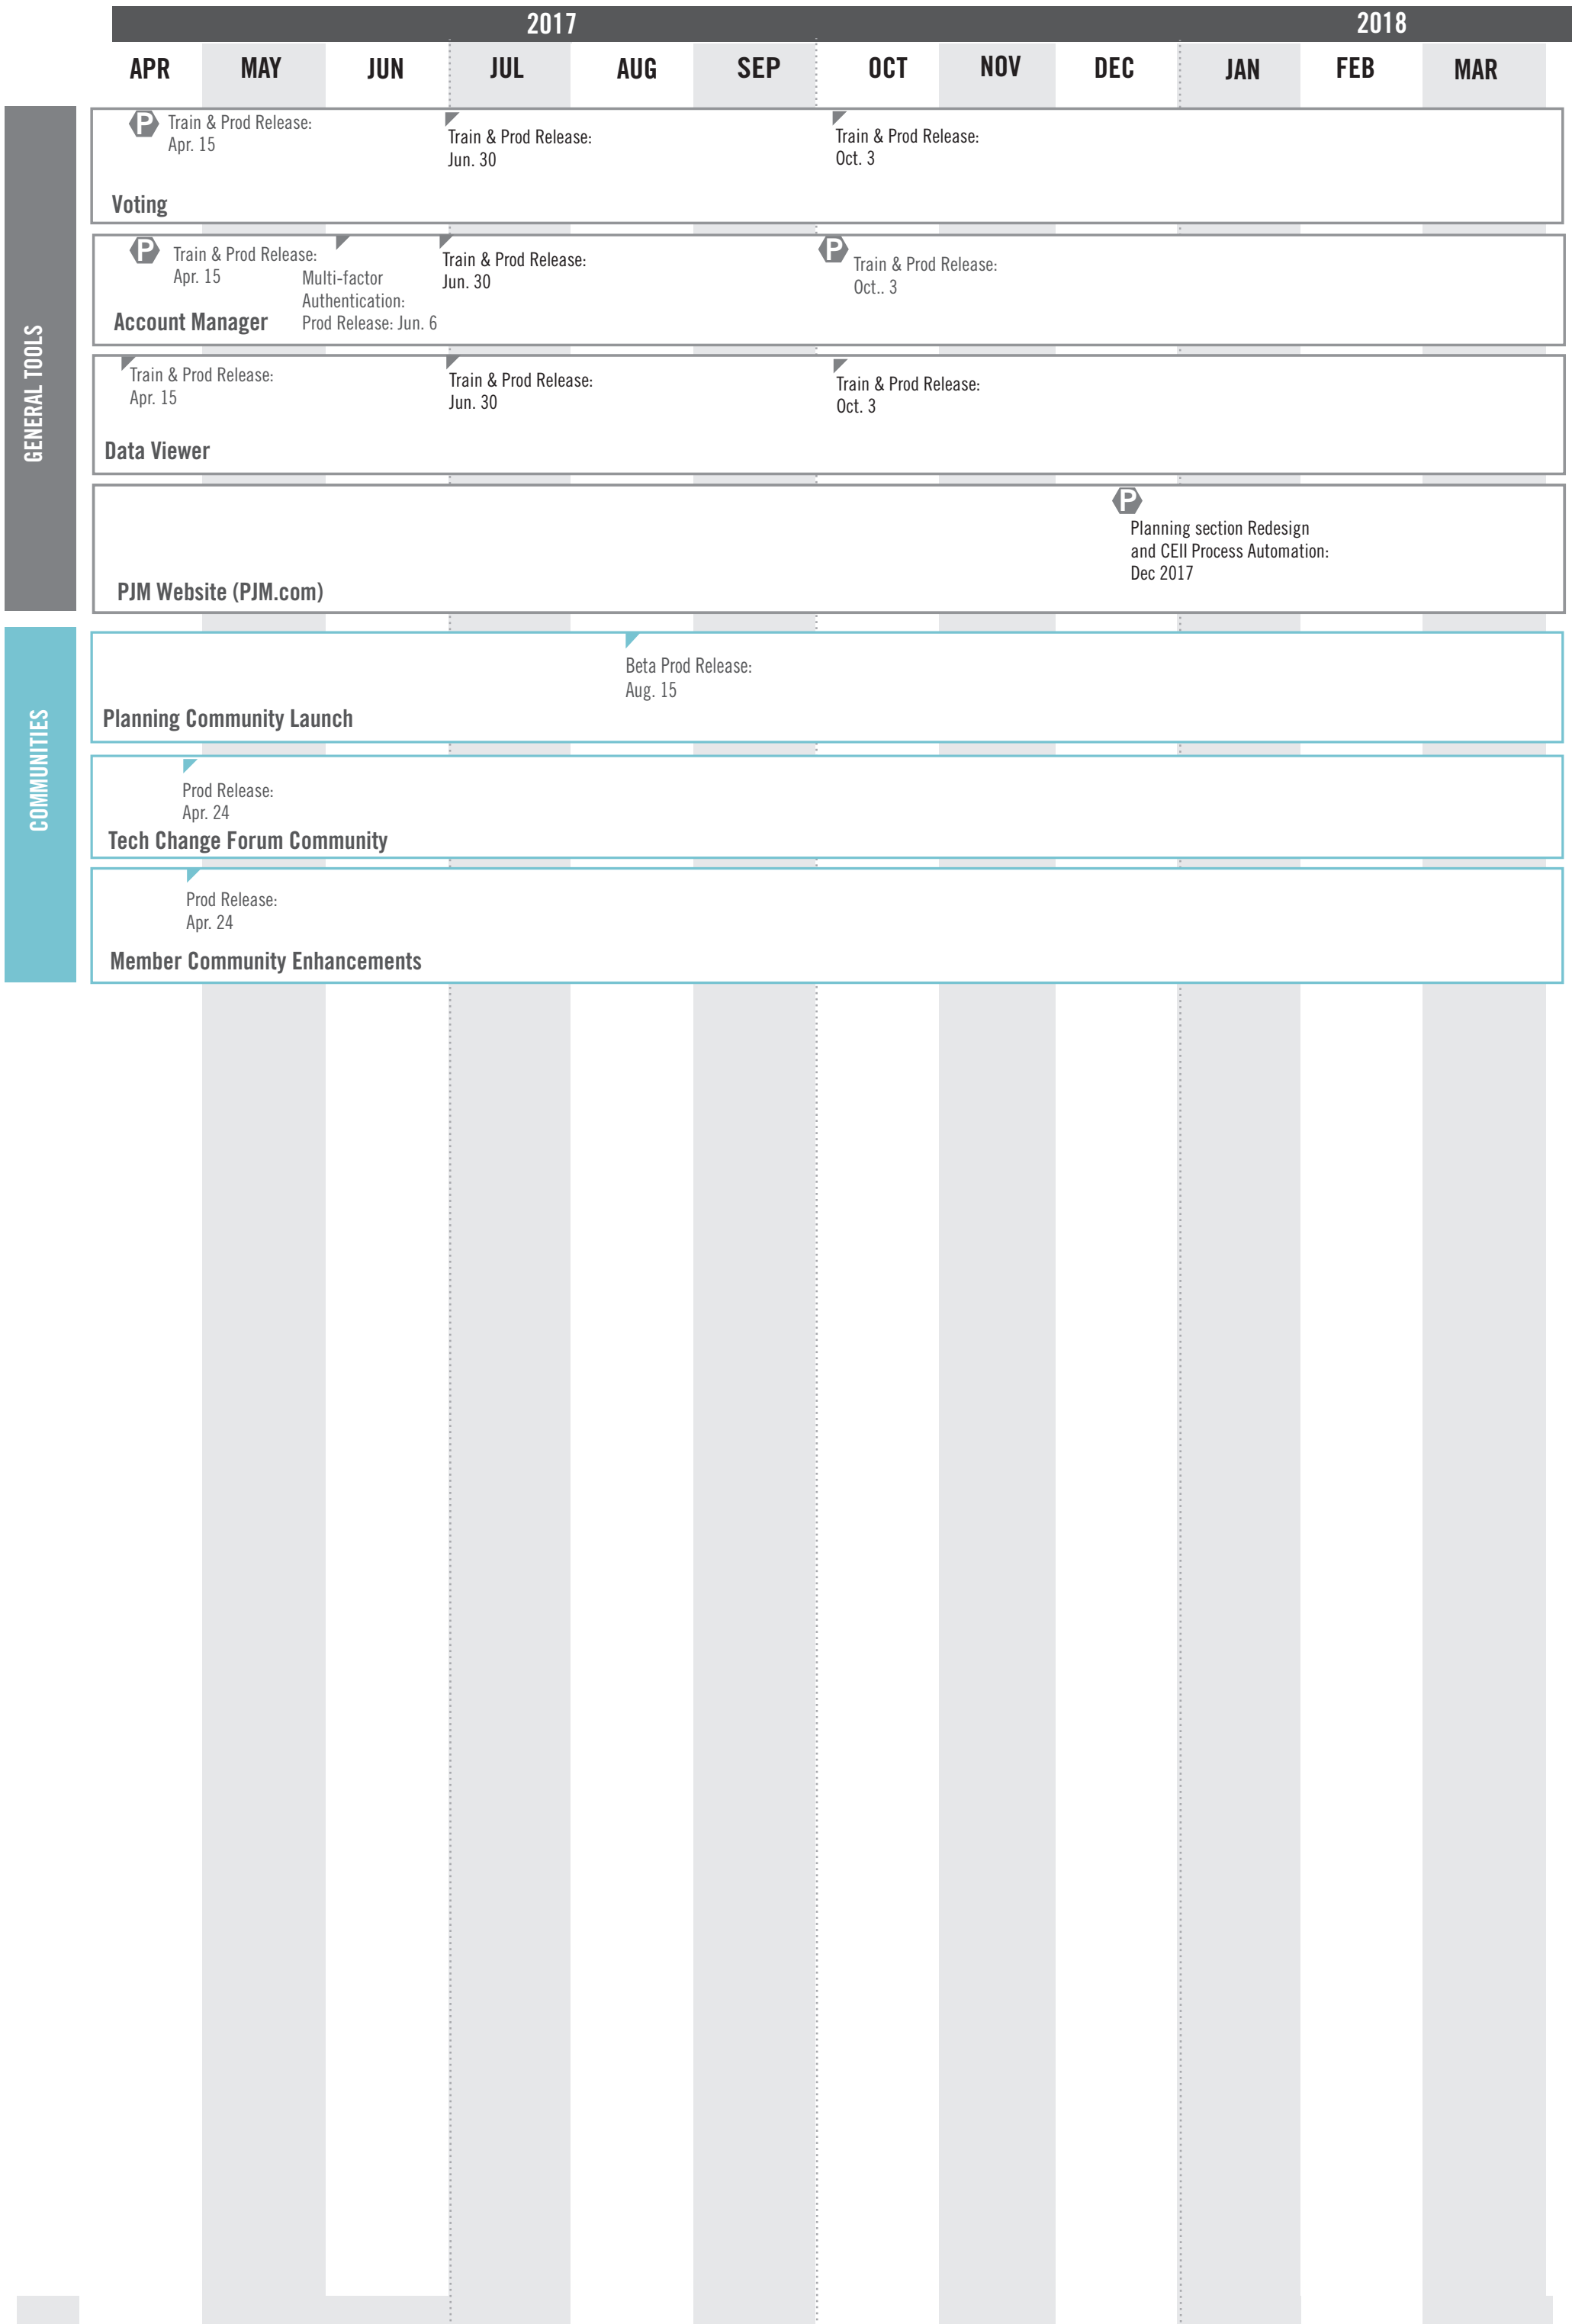 2017
2018
APR
MAY
JUN
JUL
AUG
SEP
OCT
NOV
DEC
JAN
FEB
MAR
GENERAL TOOLS
P
Train & Prod Release:
Apr. 15
Train & Prod Release:
Jun. 30
Train & Prod Release:
Oct. 3
Voting
P
Train & Prod Release:
Apr. 15
Multi-factor
Authentication:
Prod Release: Jun. 6
Train & Prod Release:
Jun. 30
P
Train & Prod Release:
Oct.. 3
Account Manager
Train & Prod Release:
Apr. 15
Train & Prod Release:
Jun. 30
Train & Prod Release:
Oct. 3
Data Viewer
P
Planning section Redesign
and CEII Process Automation:
Dec 2017
PJM Website (PJM.com)
COMMUNITIES
Beta Prod Release:
Aug. 15
Planning Community Launch
Prod Release:
Apr. 24
Tech Change Forum Community
Prod Release:
Apr. 24
Member Community Enhancements